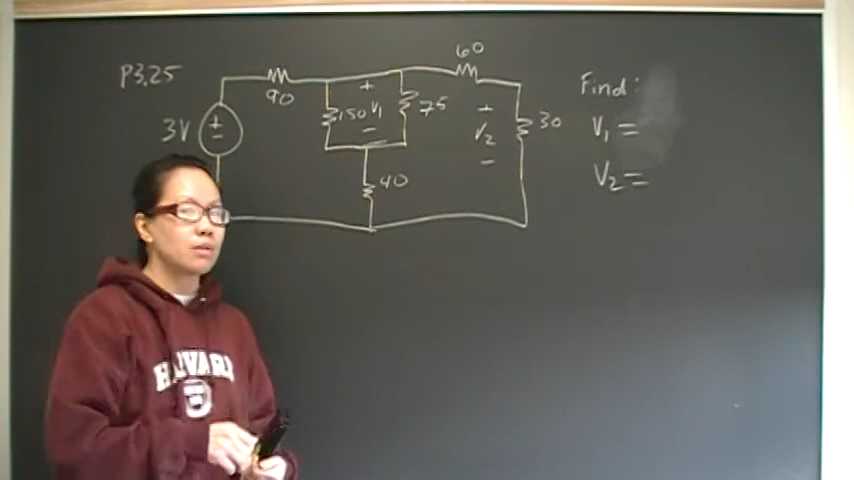 P3.25
3V
+
-
90
150
+
V₁
-
75
40
60
+
V₂
-
30
Find:
V₁ =
V₂ =
HARVARD